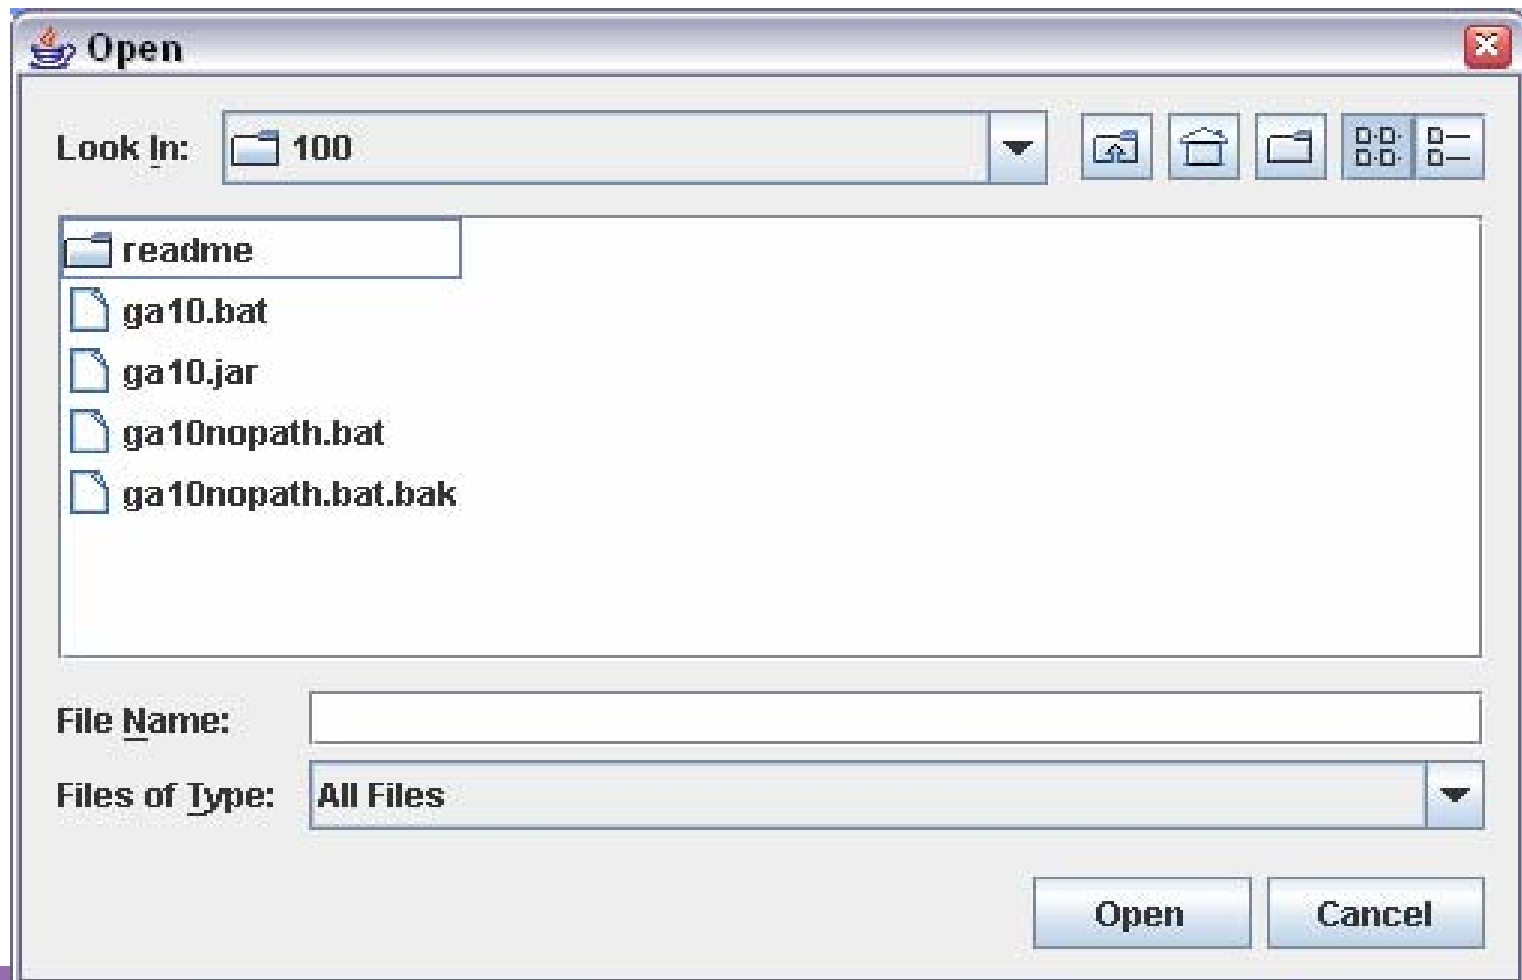 Open
Look In: 100
readme
ga10.bat
ga10.jar
ga10nopath.bat
ga10nopath.bat.bak
File Name:
Files of Type: All Files
Open Cancel